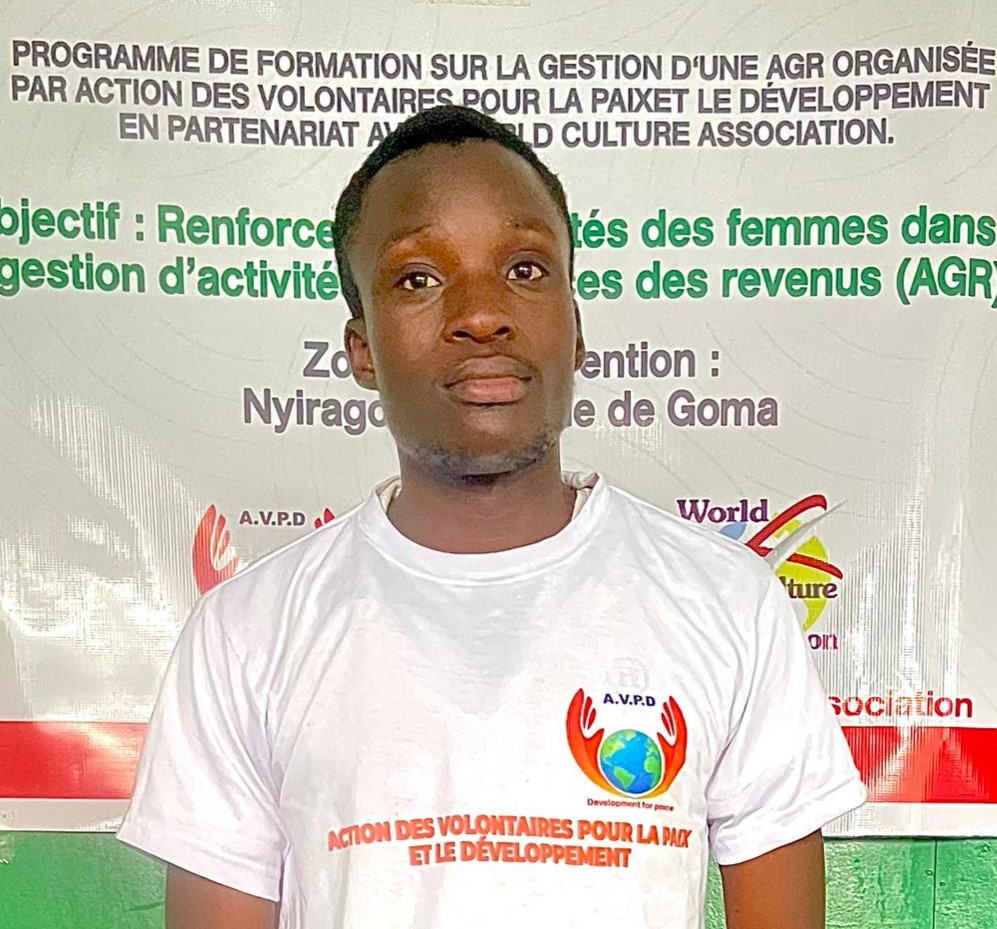 PROGRAMME DE FORMATION SUR LA GESTION D'UNE AGR ORGANISÉE
PAR ACTION DES VOLONTAIRES POUR LA PAIXET LE DÉVELOPPEMENT
EN PARTENARIAT CULTURE ASSOCIATION.
bjectif : Renforce tés des femmes dans
gestion d'activité es des revenus (AGR)
Zo ention :
Nyirago e de Goma
A.V.P.D
World
ture
on
sociation
A.V.P.D
Development for peace
ACTION DES VOLONTAIRES POUR LA PAIX
ET LE DÉVELOPPEMENT